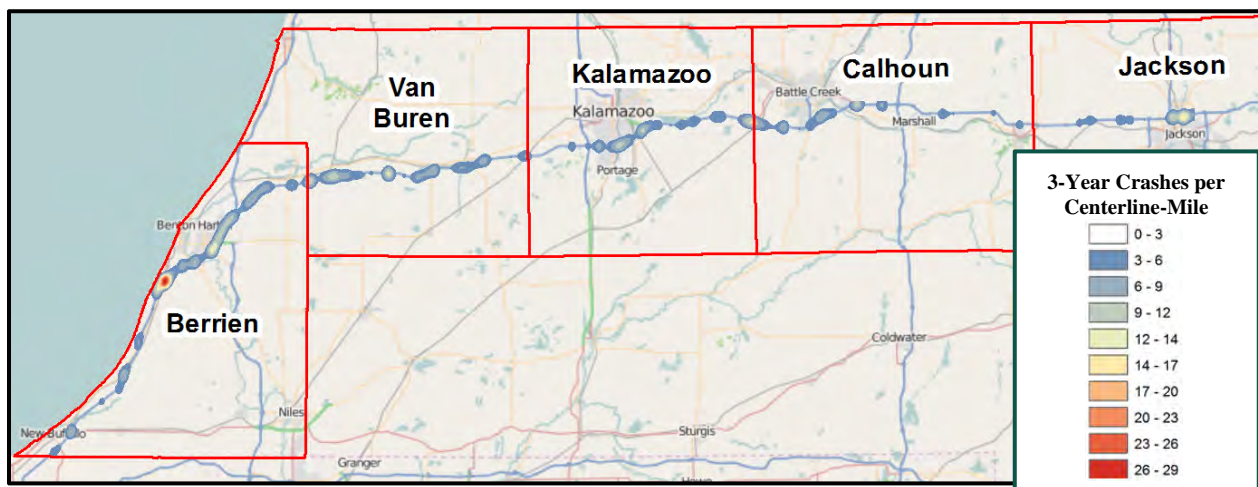 Van
Buren
Kalamazoo
Calhoun
Jackson
Kalamazoo
Battle Creek
Marshall
Jackson
Portage
Benton Har
Berrien
Coldwater
Niles
New Buffalo
Sturgis
Granger
3-Year Crashes per
Centerline-Mile
0 - 3
3 - 6
6 - 9
9 - 12
12 - 14
14 - 17
17 - 20
20 - 23
23 - 26
26 - 29